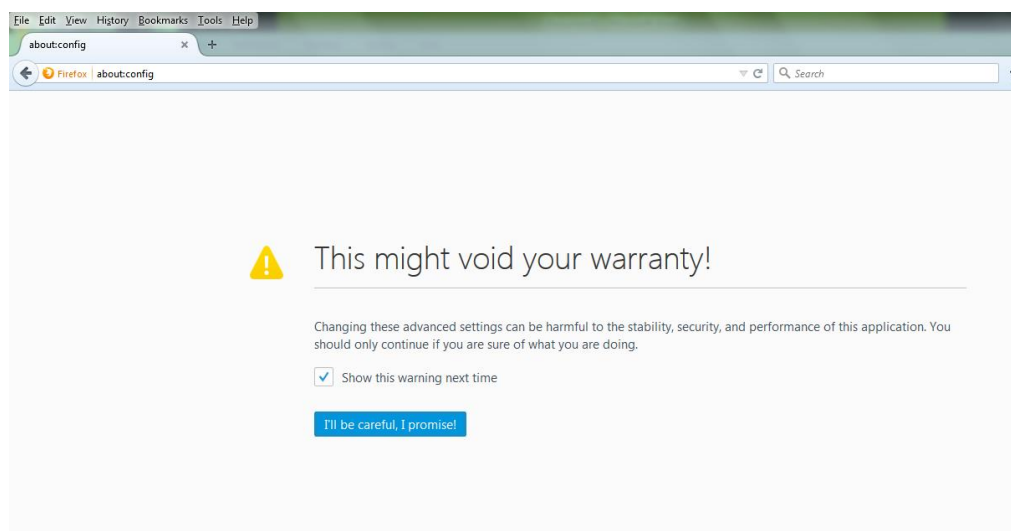 File Edit View History Bookmarks Tools Help
about:config × +
Firefox about:config Search
This might void your warranty!
Changing these advanced settings can be harmful to the stability, security, and performance of this application. You
should only continue if you are sure of what you are doing.
Show this warning next time
I'll be careful, I promise!